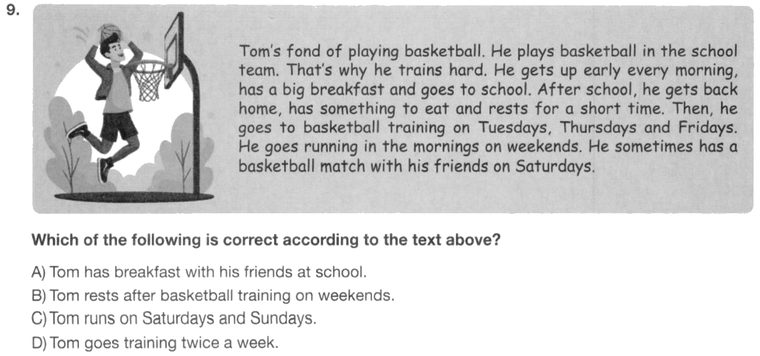 9.
Tom's fond of playing basketball. He plays basketball in the school
team. That's why he trains hard. He gets up early every morning,
has a big breakfast and goes to school. After school, he gets back
home, has something to eat and rests for a short time. Then, he
goes to basketball training on Tuesdays, Thursdays and Fridays.
He goes running in the mornings on weekends. He sometimes has a
basketball match with his friends on Saturdays.
Which of the following is correct according to the text above?
A) Tom has breakfast with his friends at school.
B) Tom rests after basketball training on weekends.
C) Tom runs on Saturdays and Sundays.
D) Tom goes training twice a week.